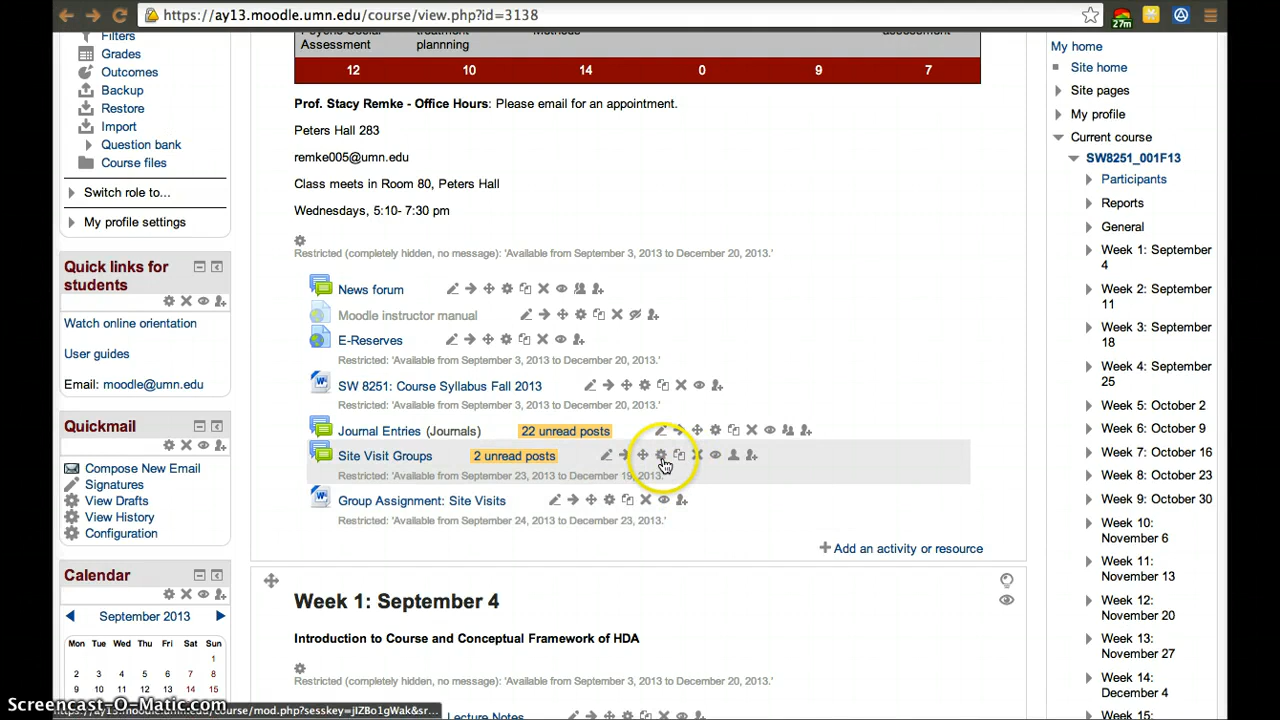 https://ay13.moodle.umn.edu/course/view.php?id=3138
27m
Filters
Grades
Outcomes
Backup
Restore
Import
Question bank
Course files
Switch role to...
My profile settings
Quick links for
students
Watch online orientation
User guides
Email: moodle@umn.edu
Quickmail
Compose New Email
Signatures
View Drafts
View History
Configuration
Calendar
September 2013
Mon Tue Wed Thu Fri Sat Sun
1
2 3 4 5 6 7 8
9 10 11 12 13 14 15
Assessment
plannning
12 10 14 0 9 7
Prof. Stacy Remke - Office Hours: Please email for an appointment.
Peters Hall 283
remke005@umn.edu
Class meets in Room 80, Peters Hall
Wednesdays, 5:10- 7:30 pm
Restricted (completely hidden, no message): 'Available from September 3, 2013 to December 20, 2013.'
News forum
Moodle instructor manual
E-Reserves
Restricted: 'Available from September 3, 2013 to December 20, 2013.'
SW 8251: Course Syllabus Fall 2013
Restricted: 'Available from September 3, 2013 to December 20, 2013.'
Journal Entries (Journals) 22 unread posts
Site Visit Groups 2 unread posts
Restricted: 'Available from September 23, 2013 to December 19, 2013.'
Group Assignment: Site Visits
Restricted: 'Available from September 24, 2013 to December 23, 2013.'
Add an activity or resource
Week 1: September 4
Introduction to Course and Conceptual Framework of HDA
Restricted (completely hidden, no message): 'Available from September 3, 2013 to December 20, 2013.'
Lecture Notes
My home
Site home
Site pages
My profile
Current course
SW8251_001F13
Participants
Reports
General
Week 1: September
4
Week 2: September
11
Week 3: September
18
Week 4: September
25
Week 5: October 2
Week 6: October 9
Week 7: October 16
Week 8: October 23
Week 9: October 30
Week 10:
November 6
Week 11:
November 13
Week 12:
November 20
Week 13:
November 27
Week 14:
December 4
Week 15:
Screencast-O-Matic.com